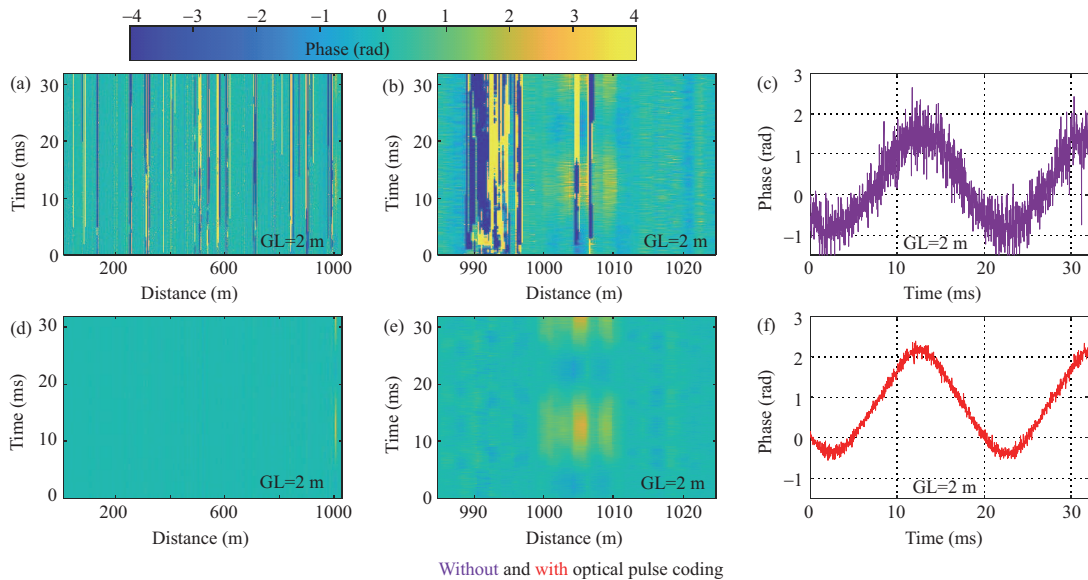 −4 −3 −2 −1 0 1 2 3 4
Phase (rad)
(a)
30
20
10
0
Time (ms)
GL=2 m
200 600 1000
Distance (m)
(b)
30
20
10
0
Time (ms)
GL=2 m
990 1000 1010 1020
Distance (m)
(c)
3
2
1
0
−1
Phase (rad)
GL=2 m
0 10 20 30
Time (ms)
(d)
30
20
10
0
Time (ms)
GL=2 m
200 600 1000
Distance (m)
(e)
30
20
10
0
Time (ms)
GL=2 m
990 1000 1010 1020
Distance (m)
(f)
3
2
1
0
−1
Phase (rad)
GL=2 m
0 10 20 30
Time (ms)
Without and with optical pulse coding